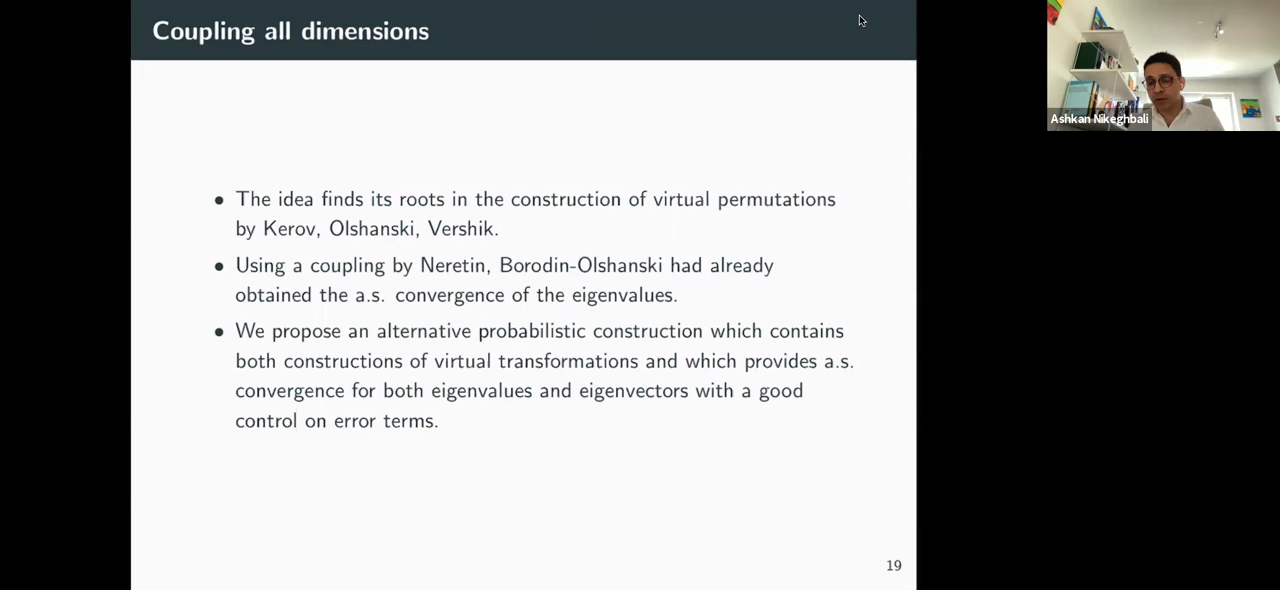 Coupling all dimensions
Ashkan Nikeghbali
• The idea finds its roots in the construction of virtual permutations
by Kerov, Olshanski, Vershik.
• Using a coupling by Neretin, Borodin-Olshanski had already
obtained the a.s. convergence of the eigenvalues.
• We propose an alternative probabilistic construction which contains
both constructions of virtual transformations and which provides a.s.
convergence for both eigenvalues and eigenvectors with a good
control on error terms.
19